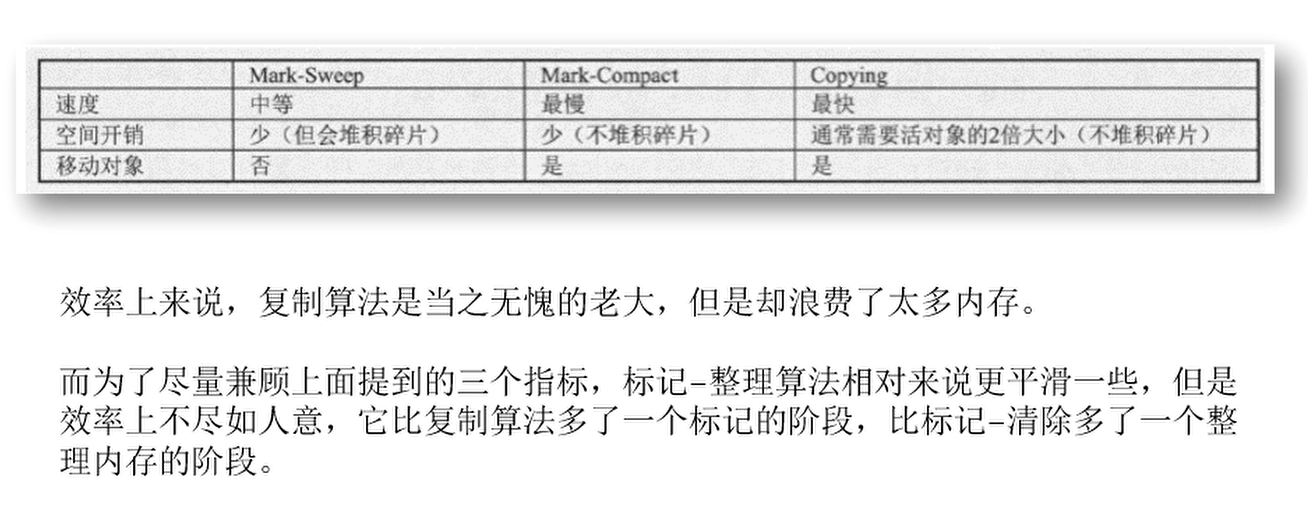 Mark-Sweep Mark-Compact Copying
速度 中等 最慢 最快
空间开销 少（但会堆积碎片） 少（不堆积碎片） 通常需要活对象的2倍大小（不堆积碎片）
移动对象 否 是 是
效率上来说，复制算法是当之无愧的老大，但是却浪费了太多内存。
而为了尽量兼顾上面提到的三个指标，标记-整理算法相对来说更平滑一些，但是
效率上不尽如人意，它比复制算法多了一个标记的阶段，比标记-清除多了一个整
理内存的阶段。